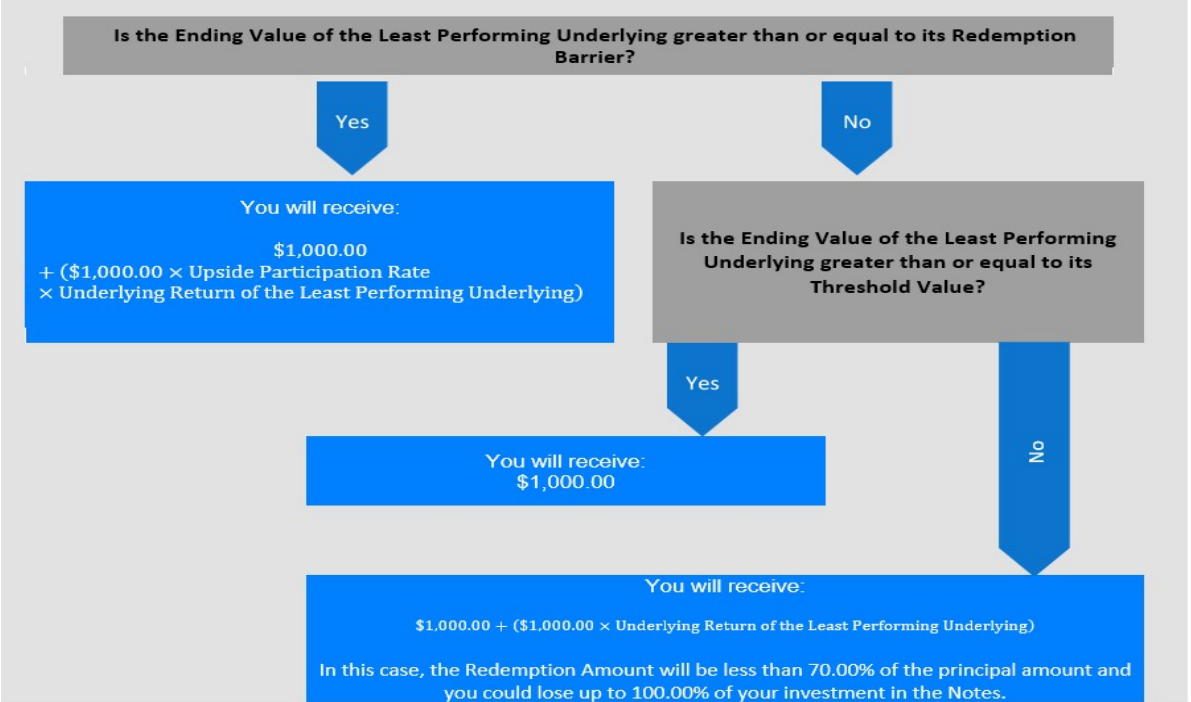 Is the Ending Value of the Least Performing Underlying greater than or equal to its Redemption
Barrier?
Yes
No
You will receive:
$1,000.00
+ ($1,000.00 × Upside Participation Rate
× Underlying Return of the Least Performing Underlying)
Is the Ending Value of the Least Performing
Underlying greater than or equal to its
Threshold Value?
Yes
No
You will receive:
$1,000.00
You will receive:
$1,000.00 + ($1,000.00 × Underlying Return of the Least Performing Underlying)
In this case, the Redemption Amount will be less than 70.00% of the principal amount and
you could lose up to 100.00% of your investment in the Notes.